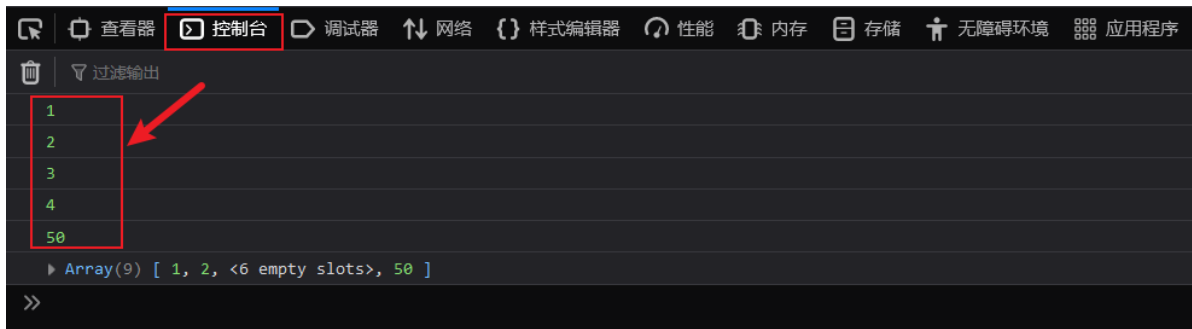 查看器 控制台 调试器 网络 {} 样式编辑器 性能 内存 存储 无障碍环境 应用程序
过滤输出
1
2
3
4
50
Array(9) [ 1, 2, <6 empty slots>, 50 ]